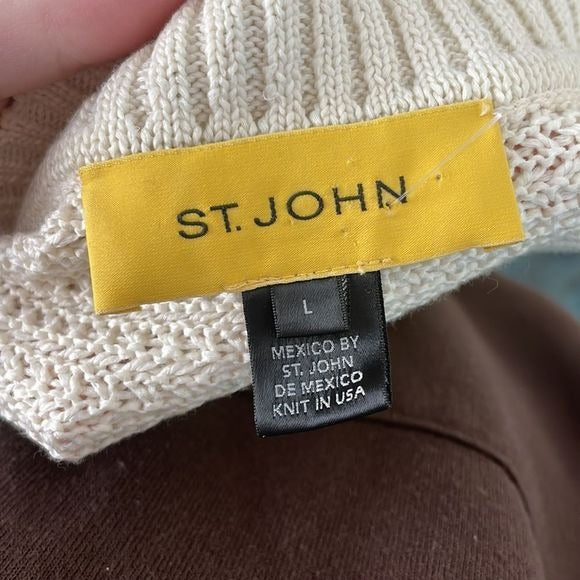 ST. JOHN
L
MEXICO BY
ST. JOHN
DE MEXICO
KNIT IN USA